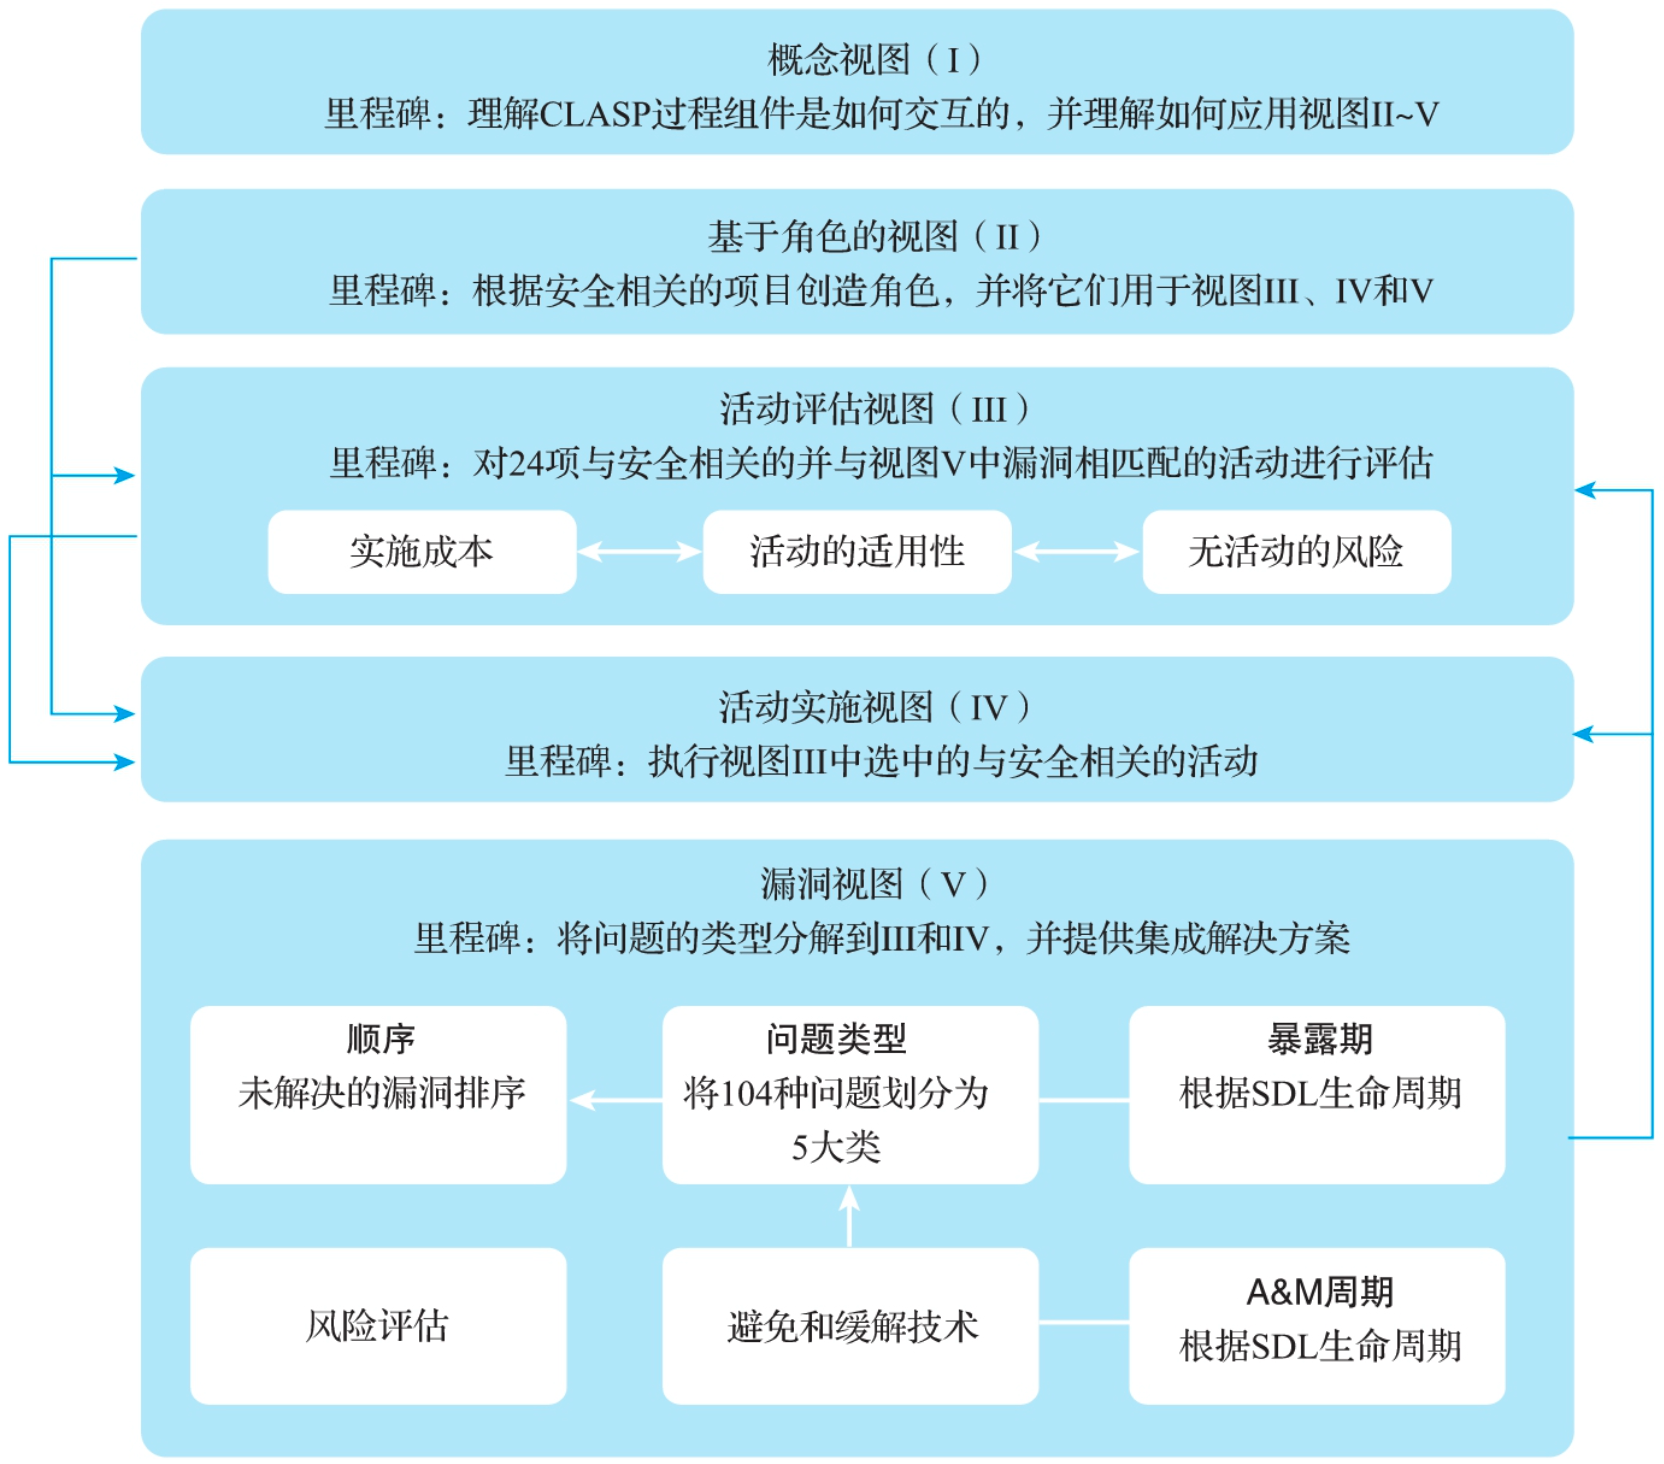 概念视图（I）
里程碑：理解CLASP过程组件是如何交互的，并理解如何应用视图II~V
基于角色的视图（II）
里程碑：根据安全相关的项目创造角色，并将它们用于视图III、IV和V
活动评估视图（III）
里程碑：对24项与安全相关的并与视图V中漏洞相匹配的活动进行评估
实施成本
活动的适用性
无活动的风险
活动实施视图（IV）
里程碑：执行视图III中选中的与安全相关的活动
漏洞视图（V）
里程碑：将问题的类型分解到III和IV，并提供集成解决方案
顺序
未解决的漏洞排序
问题类型
将104种问题划分为
5大类
暴露期
根据SDL生命周期
风险评估
避免和缓解技术
A&M周期
根据SDL生命周期